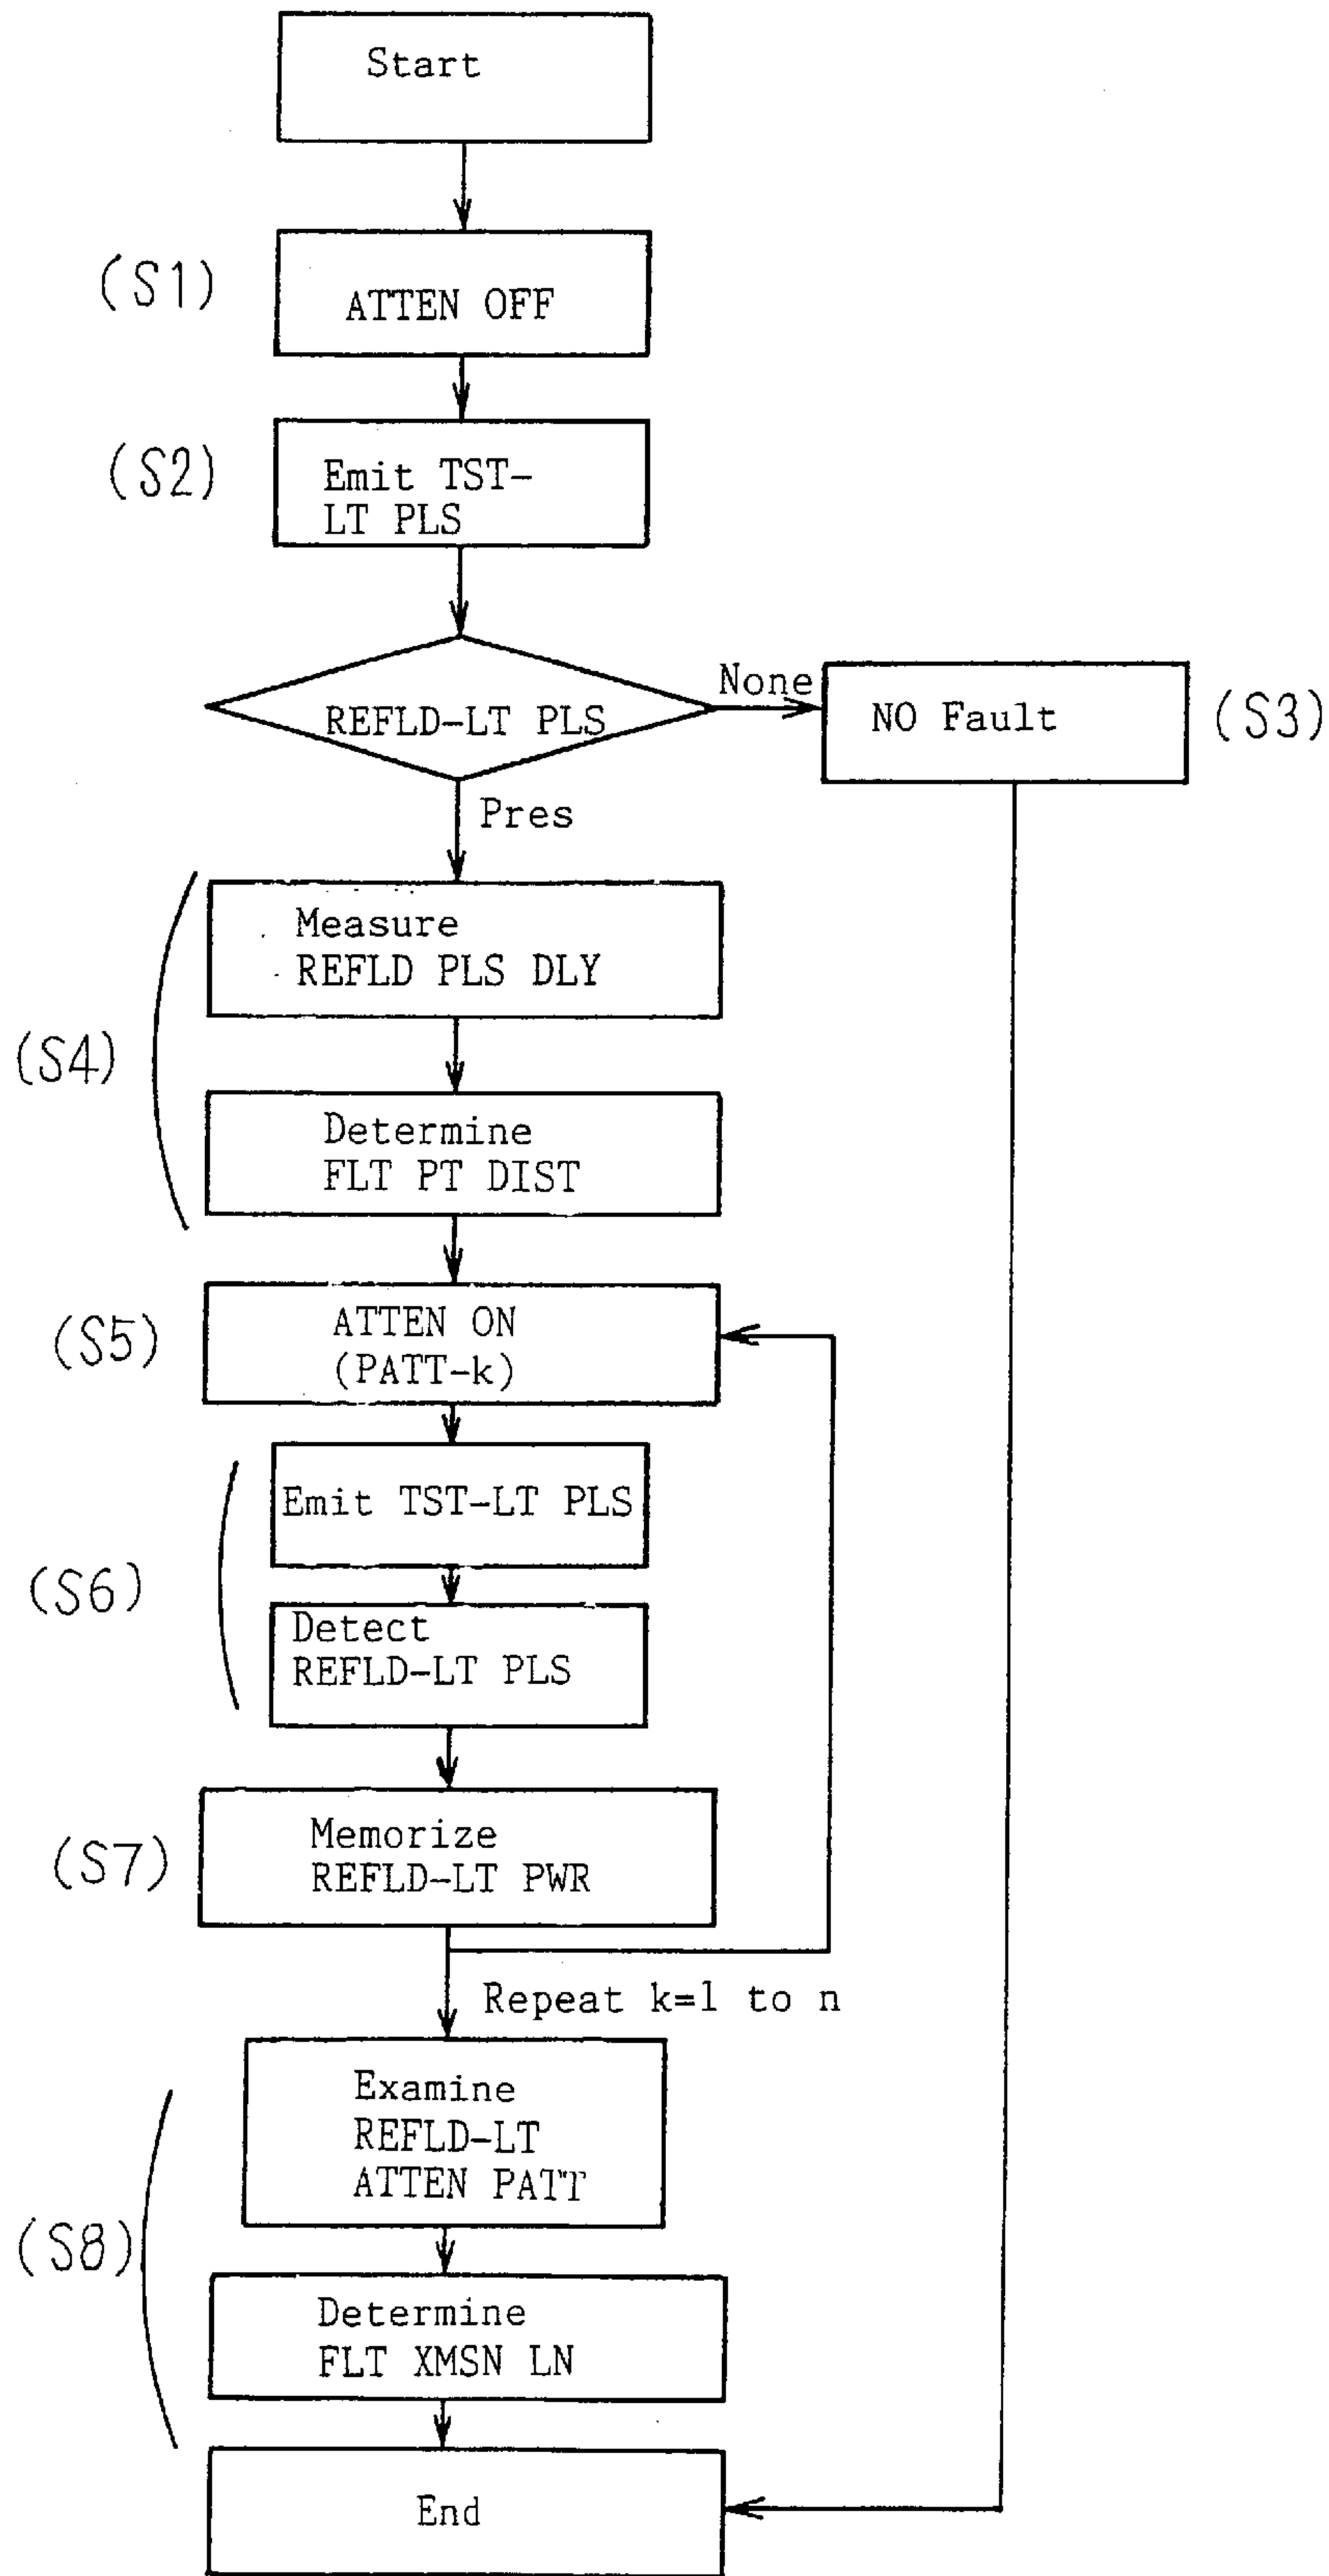 Start
(S1)
ATTEN OFF
(S2)
Emit TST-
LT PLS
REFLD-LT PLS
None
NO Fault
(S3)
Pres
(S4)
Measure
REFLD PLS DLY
Determine
FLT PT DIST
(S5)
ATTEN ON
(PATT-k)
(S6)
Emit TST-LT PLS
Detect
REFLD-LT PLS
(S7)
Memorize
REFLD-LT PWR
Repeat k=1 to n
(S8)
Examine
REFLD-LT
ATTEN PATT
Determine
FLT XMSN LN
End